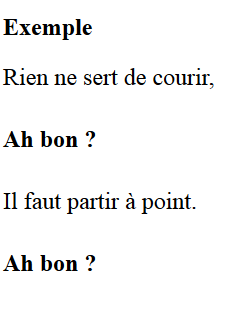 Exemple
Rien ne sert de courir,
Ah bon ?
Il faut partir à point.
Ah bon ?